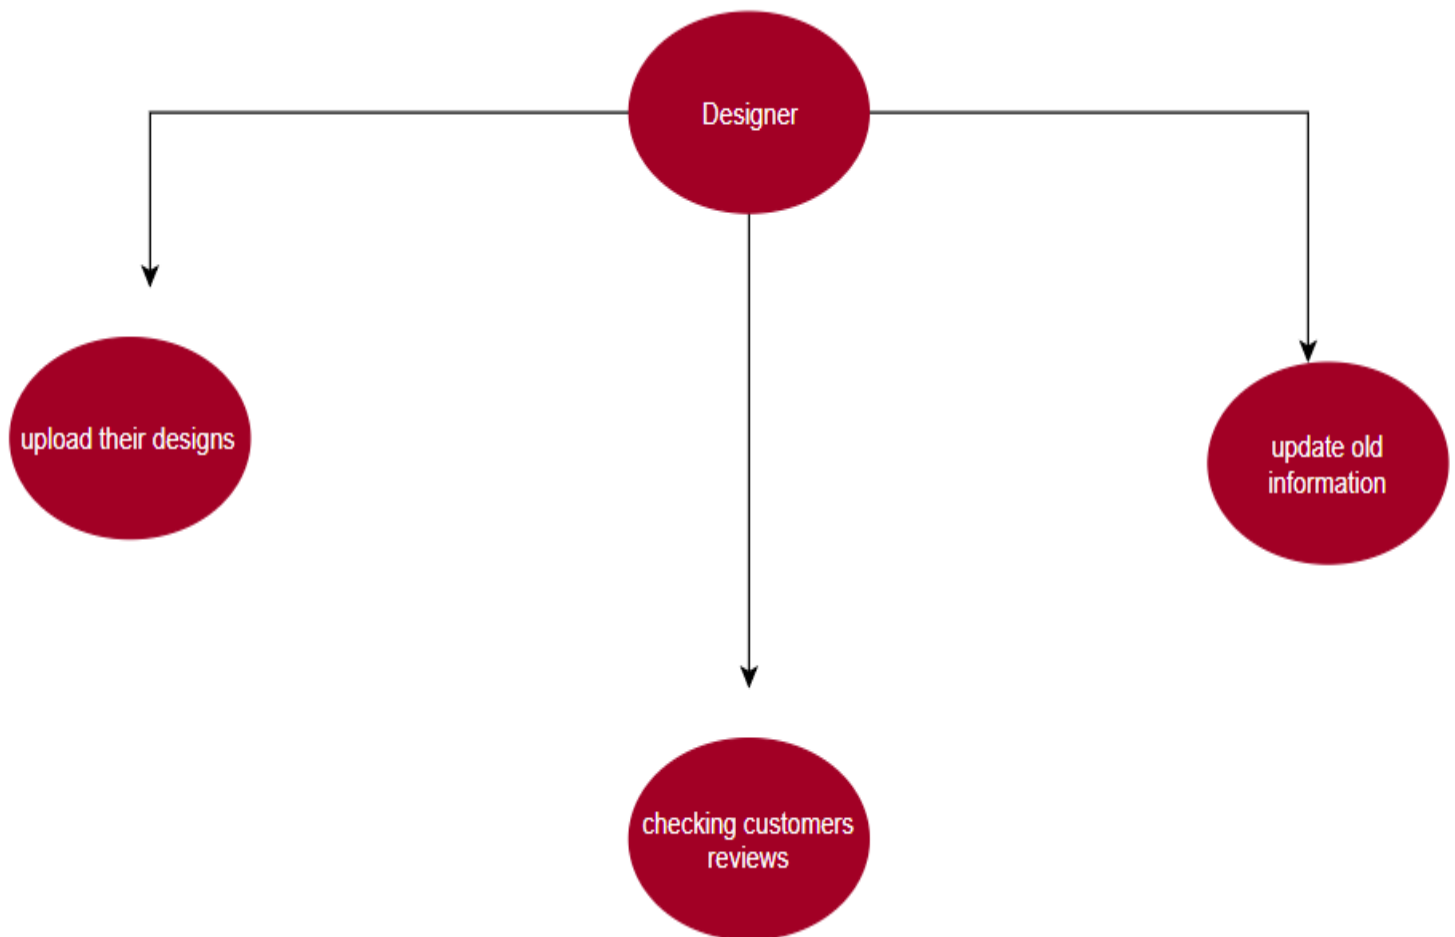 Designer
upload their designs
update old
information
checking customers
reviews